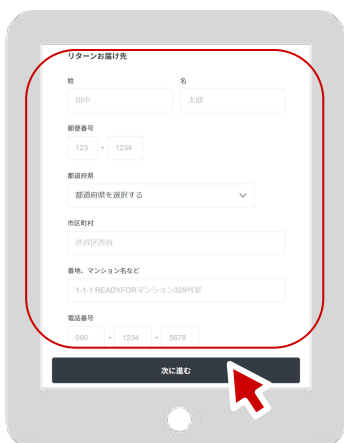 リターンお届け先
姓 名
田中 太郎
郵便番号
123 - 1234
都道府県
都道府県を選択する
市区町村
渋谷区渋谷
番地、マンション名など
1-1-1 READYFORマンション329号室
電話番号
090 - 1234 - 5678
次に進む